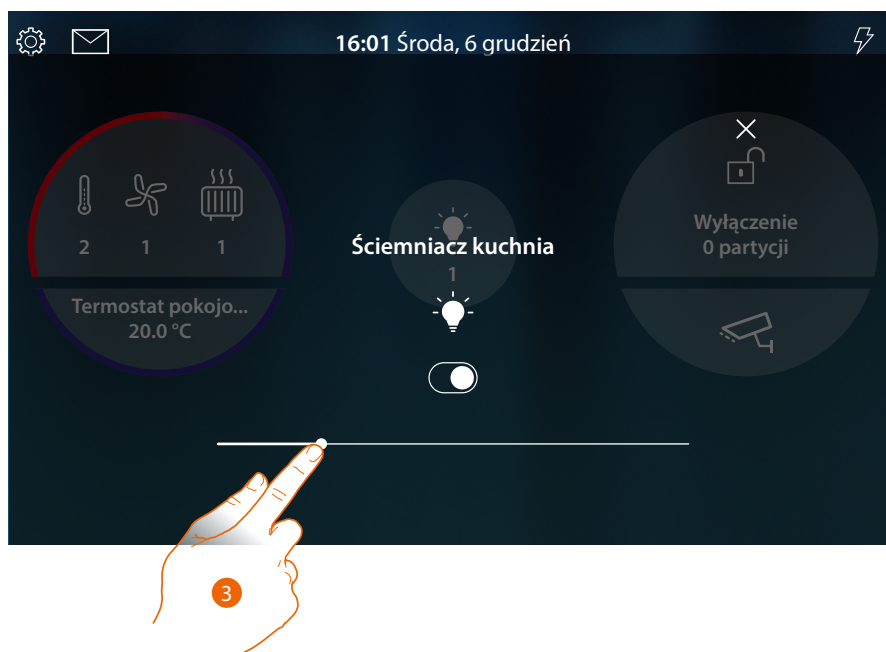 16:01 Środa, 6 grudzień
2 1 1
Termostat pokojo...
20.0 °C
Ściemniacz kuchnia
1
Wyłączenie
0 partycji
3